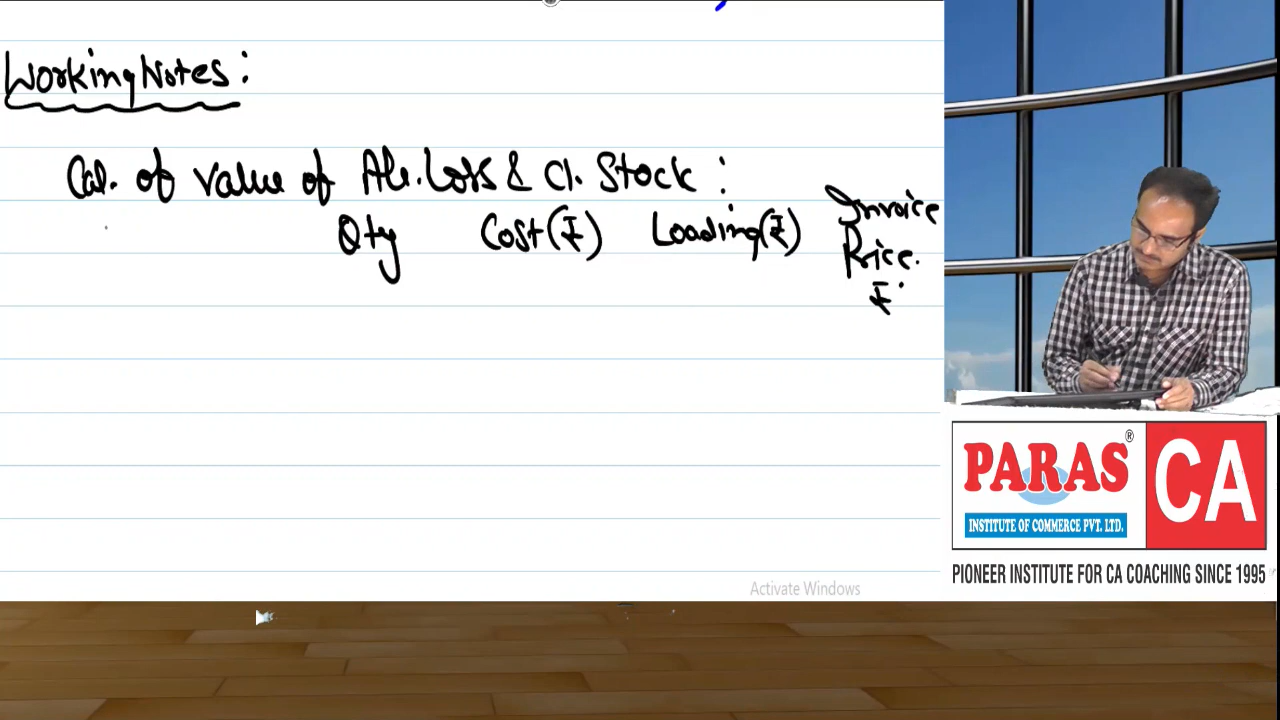 Working Notes:
Cal. of value of Ab. Loss & Cl. Stock:
Qty Cost (₹) Loading (₹) Invoice Price. ₹
PARAS®
INSTITUTE OF COMMERCE PVT. LTD.
CA
PIONEER INSTITUTE FOR CA COACHING SINCE 1995
Activate Windows